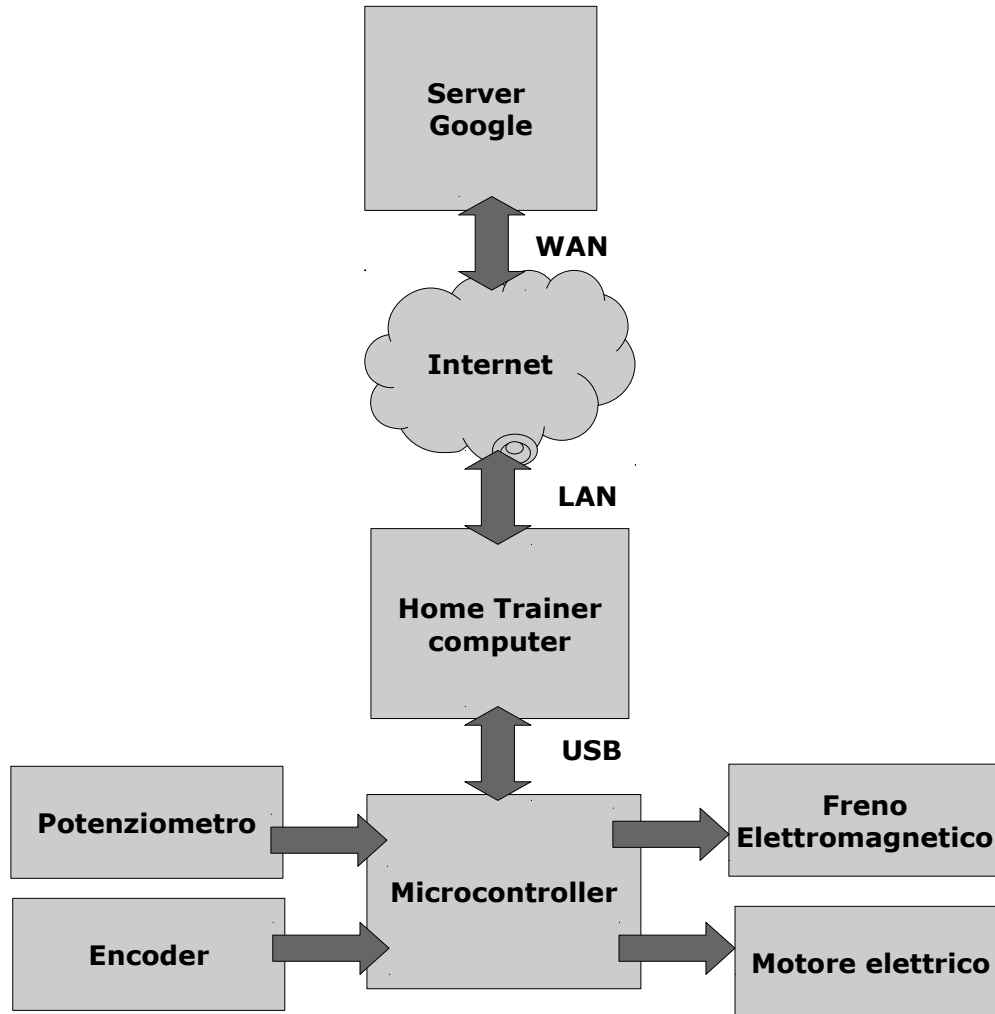 Server
Google
WAN
Internet
LAN
Home Trainer
computer
USB
Potenziometro
Freno
Elettromagnetico
Microcontroller
Encoder
Motore elettrico